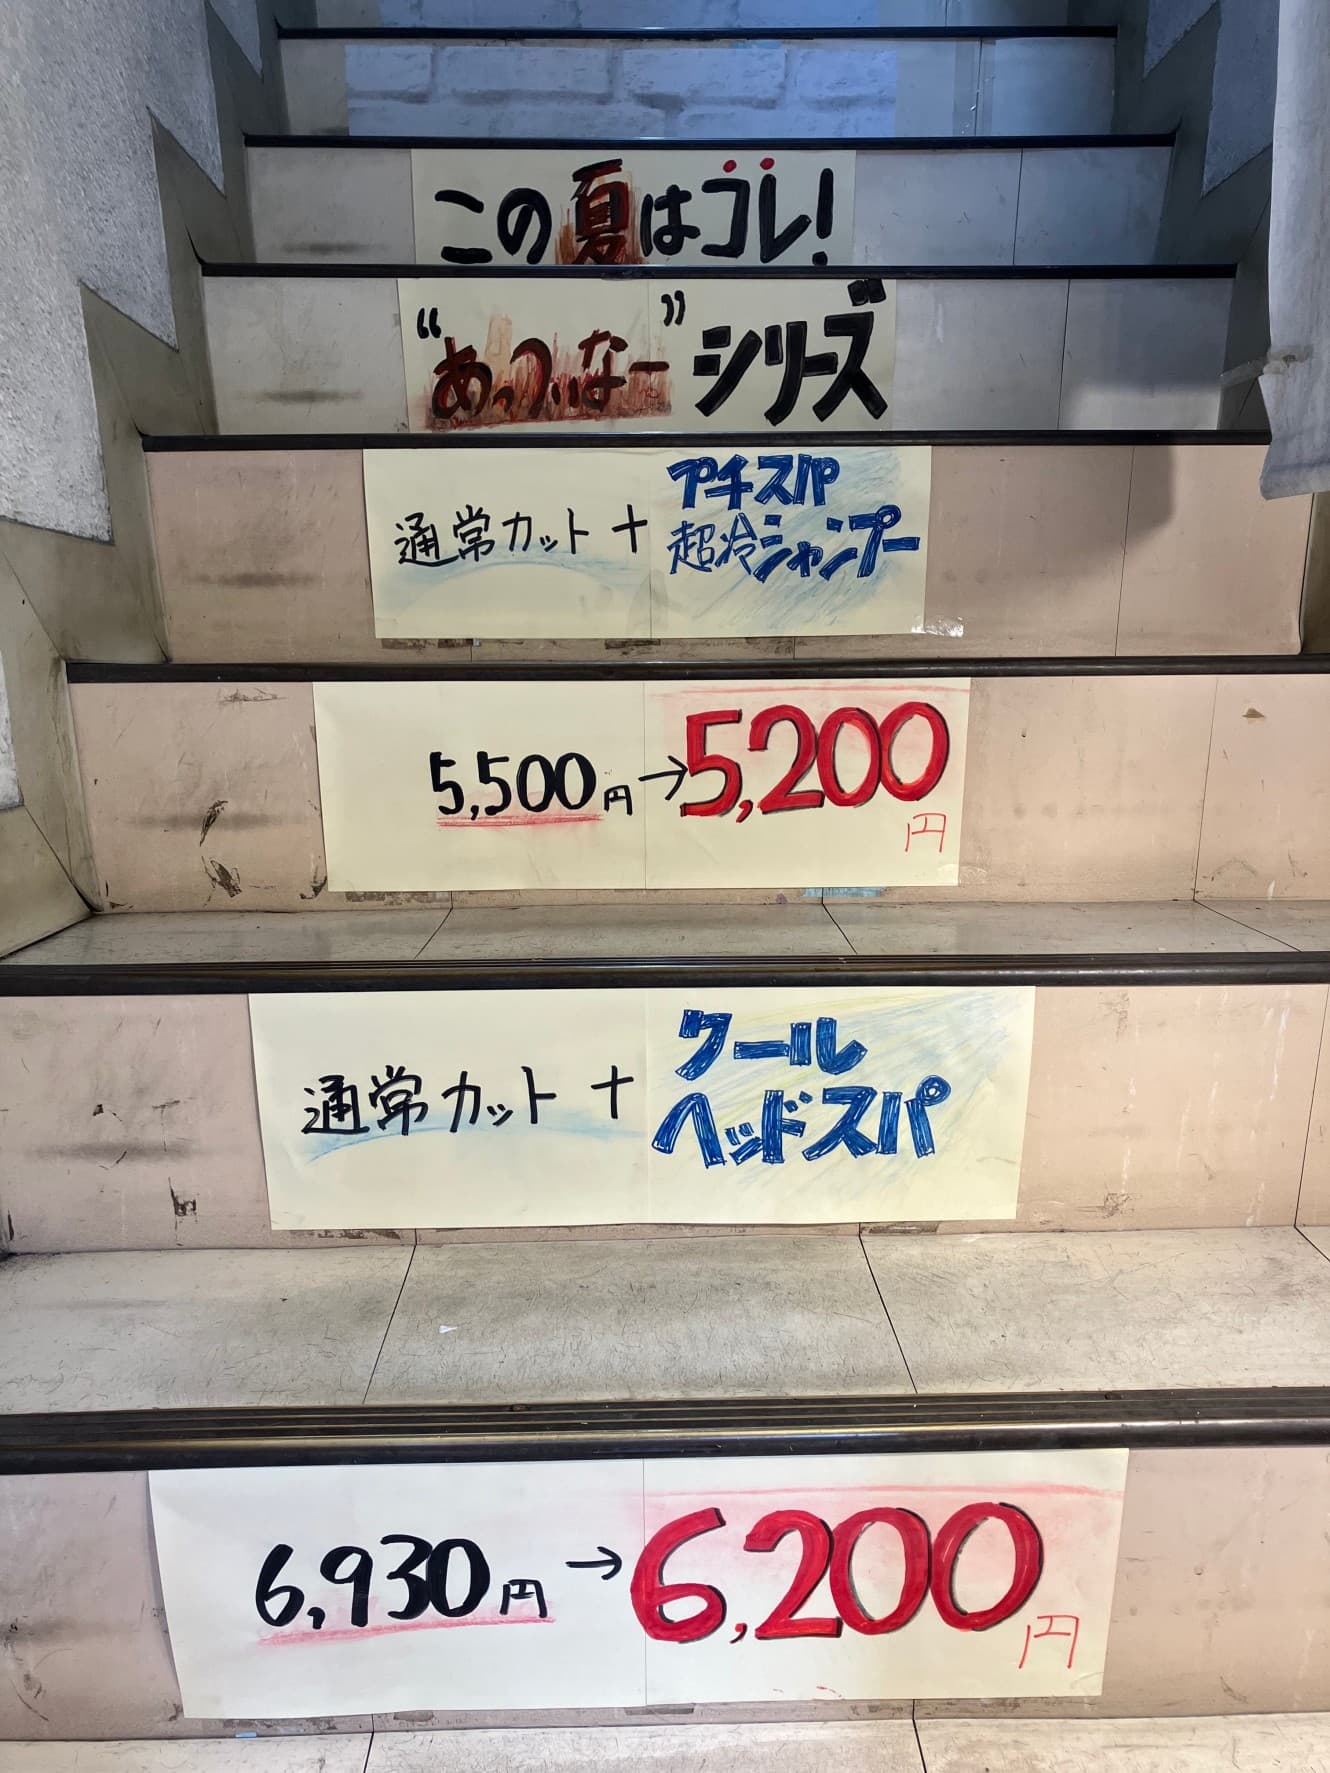 この夏はコレ!
“あっついなー”シリーズ
通常カット + プチスパ
超冷シャンプー
5,500円→5,200円
通常カット + クール
ヘッドスパ
6,930円→6,200円